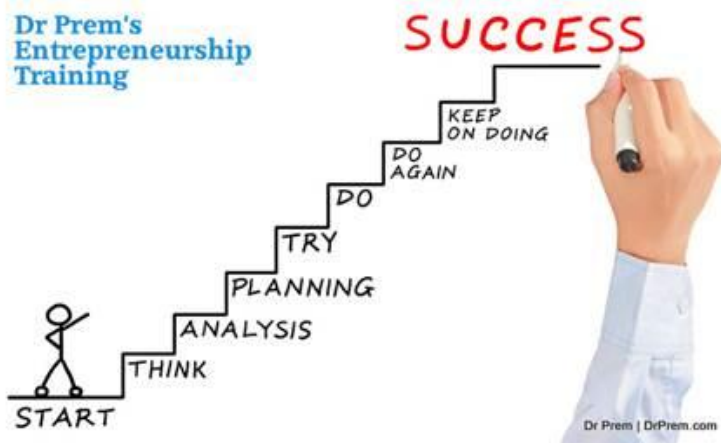 Dr Prem's
Entrepreneurship
Training
SUCCESS
KEEP
ON DOING
DO
AGAIN
DO
TRY
PLANNING
ANALYSIS
THINK
START
Dr Prem | DrPrem.com